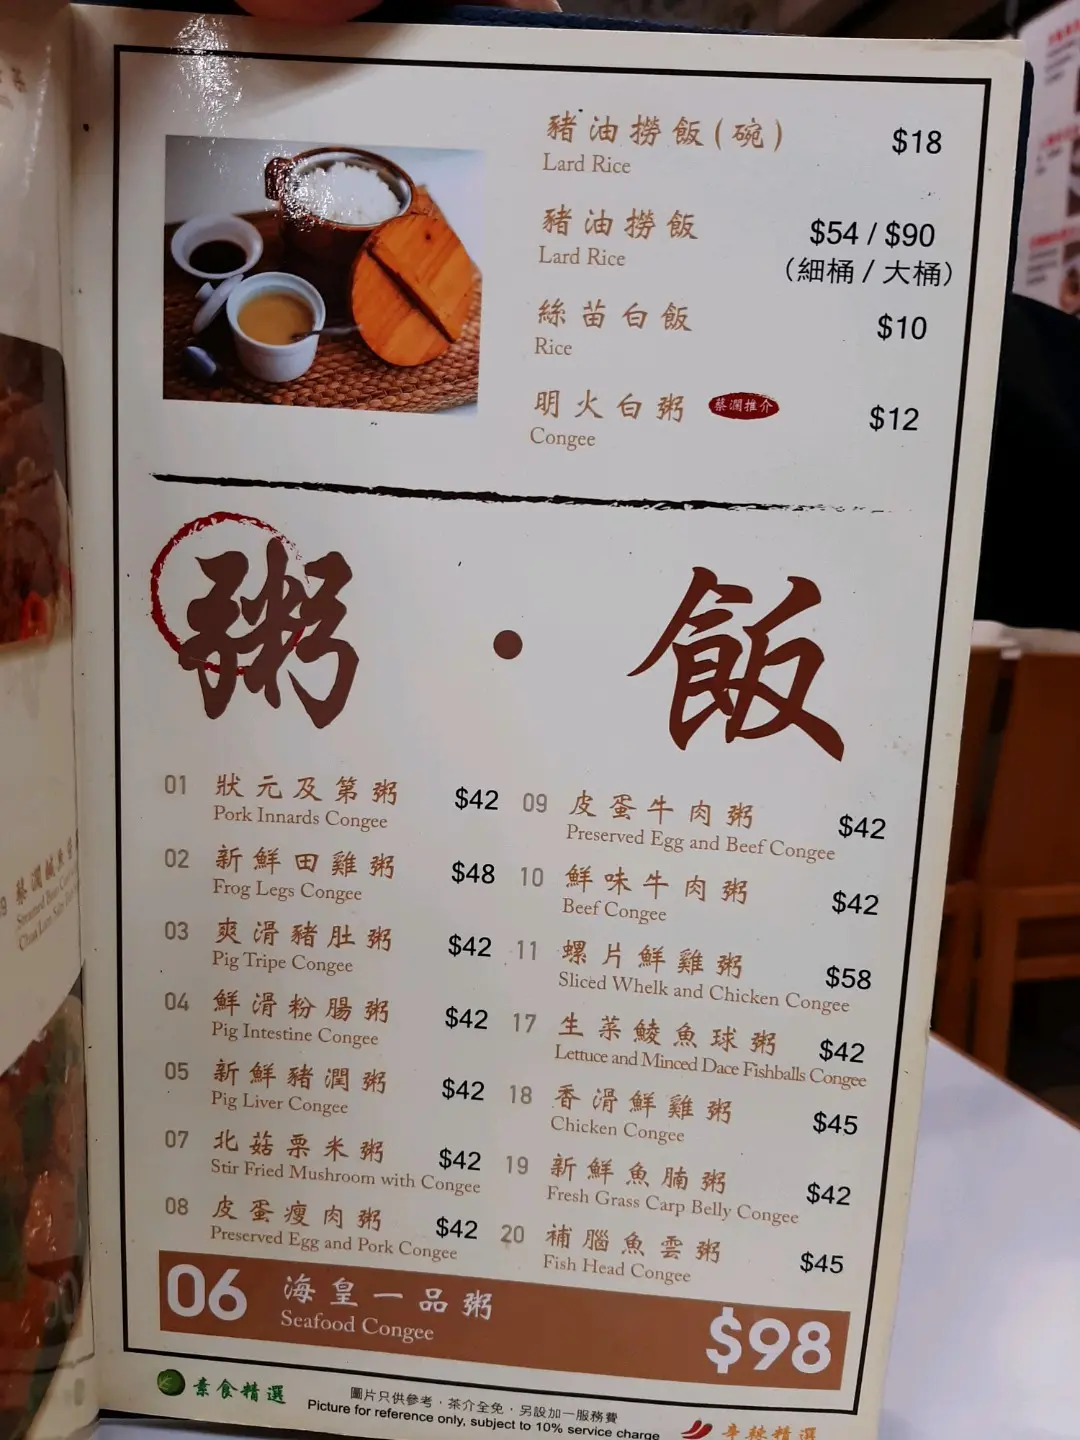 豬油撈飯(碗) $18
Lard Rice
豬油撈飯 $54 / $90
Lard Rice (細桶 / 大桶)
絲苗白飯 $10
Rice
明火白粥 蔡瀾推介 $12
Congee
粥・飯
01 狀元及第粥 $42
Pork Innards Congee
02 新鮮田雞粥 $48
Frog Legs Congee
03 爽滑豬肚粥 $42
Pig Tripe Congee
04 鮮滑粉腸粥 $42
Pig Intestine Congee
05 新鮮豬潤粥 $42
Pig Liver Congee
07 北菇粟米粥 $42
Stir Fried Mushroom with Congee
08 皮蛋瘦肉粥 $42
Preserved Egg and Pork Congee
09 皮蛋牛肉粥 $42
Preserved Egg and Beef Congee
10 鮮味牛肉粥 $42
Beef Congee
11 螺片鮮雞粥 $58
Sliced Whelk and Chicken Congee
17 生菜鯪魚球粥 $42
Lettuce and Minced Dace Fishballs Congee
18 香滑鮮雞粥 $45
Chicken Congee
19 新鮮魚腩粥 $42
Fresh Grass Carp Belly Congee
20 補腦魚雲粥 $45
Fish Head Congee
06 海皇一品粥 $98
Seafood Congee
素食精選
圖片只供參考，茶介全免，另設加一服務費
Picture for reference only, subject to 10% service charge
辛辣精選